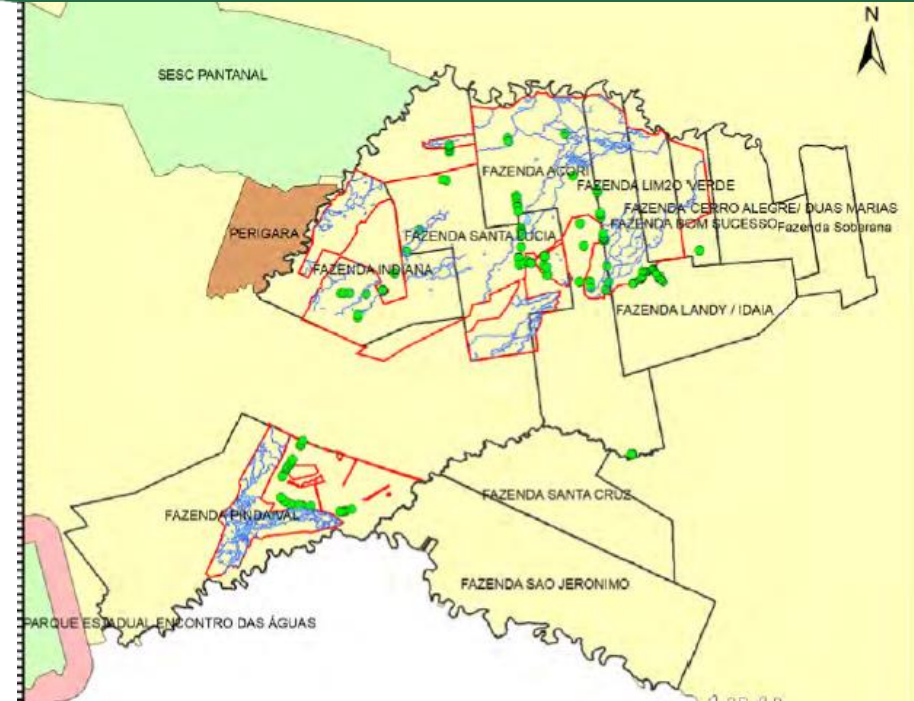 N
SESC PANTANAL
FAZENDA ACORI
FAZENDA LIM2O VERDE
FAZENDA CERRO ALEGRE/ DUAS MARIAS
FAZENDA BOM SUCESSO
Fazenda Soberana
PERIGARA
FAZENDA SANTA LUCIA
FAZENDA INDIANA
FAZENDA LANDY / IDAIA
FAZENDA SANTA CRUZ
FAZENDA PINDAIVAL
FAZENDA SAO JERONIMO
PARQUE ESTADUAL ENCONTRO DAS ÁGUAS